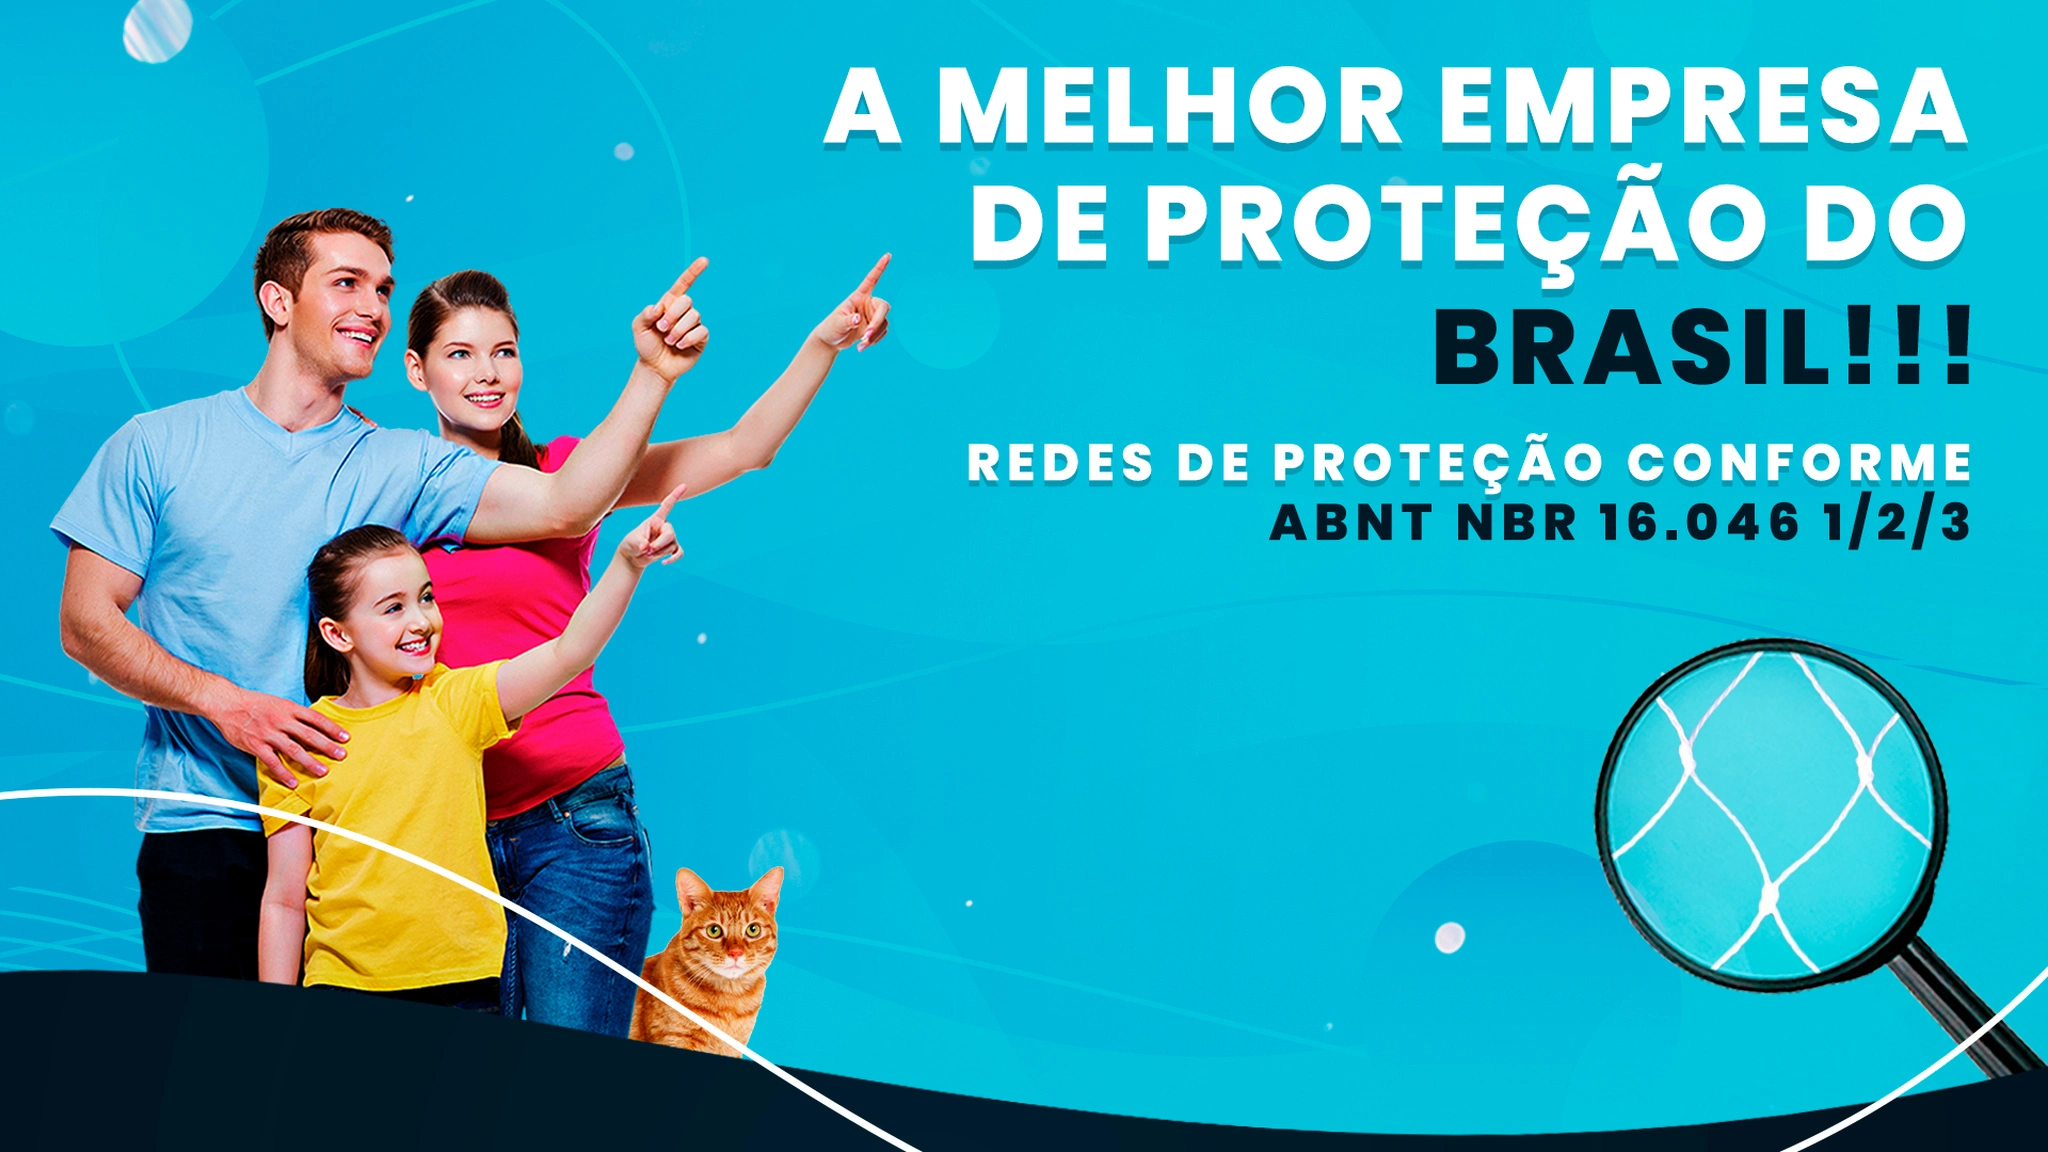 A MELHOR EMPRESA
DE PROTEÇÃO DO
BRASIL!!!
REDES DE PROTEÇÃO CONFORME
ABNT NBR 16.046 1/2/3